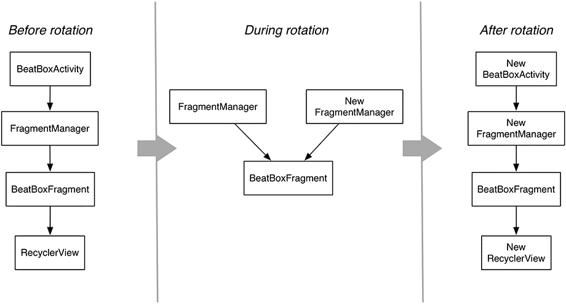 Before rotation
BeatBoxActivity
FragmentManager
BeatBoxFragment
RecyclerView
During rotation
FragmentManager
New
FragmentManager
BeatBoxFragment
After rotation
New
BeatBoxActivity
New
FragmentManager
BeatBoxFragment
New
RecyclerView